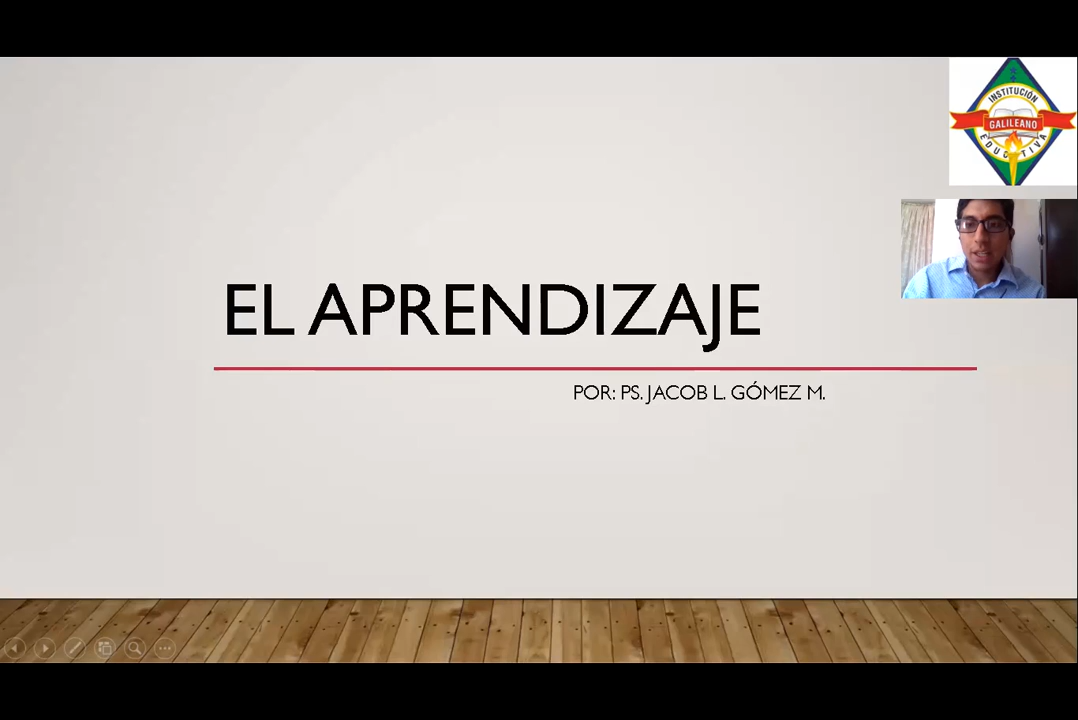 INSTITUCIÓN
GALILEANO
EDUCATIVA
EL APRENDIZAJE
POR: PS. JACOB L. GÓMEZ M.